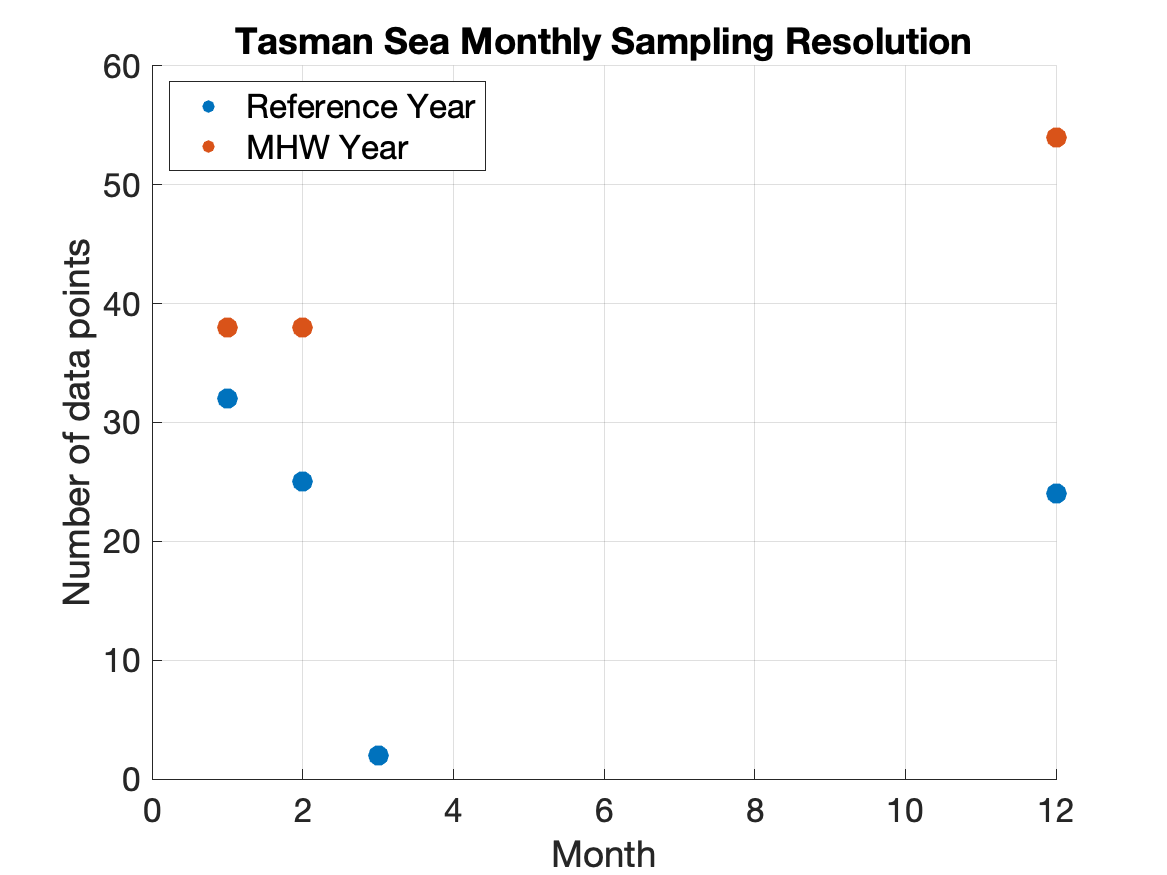 Tasman Sea Monthly Sampling Resolution
Reference Year
MHW Year
Number of data points
60
50
40
30
20
10
0
0 2 4 6 8 10 12
Month